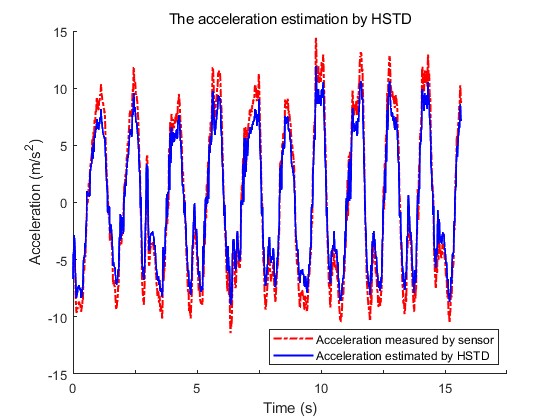 The acceleration estimation by HSTD
15
10
5
0
-5
-10
-15
Acceleration (m/s²)
0
5
10
15
Time (s)
Acceleration measured by sensor
Acceleration estimated by HSTD